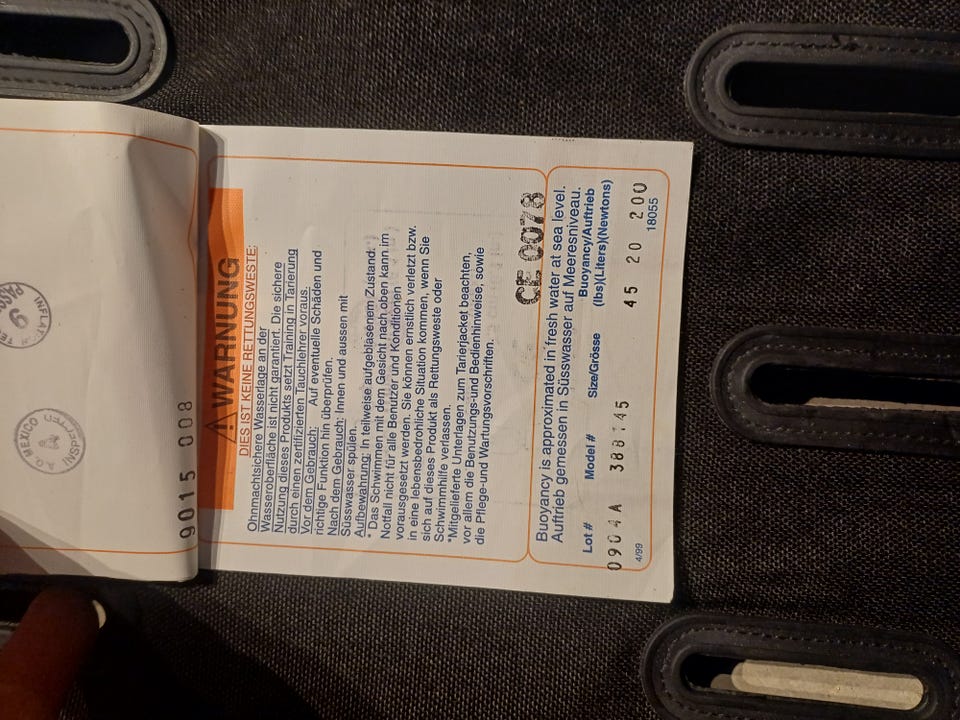 WARNUNG
DIES IST KEINE RETTUNGSWESTE:
Ohnmachtsichere Wasserlage an der
Wasseroberfläche ist nicht garantiert. Die sichere
Nutzung dieses Produkts setzt Training in Tarierung
durch einen zertifizierten Tauchlehrer voraus.
Vor dem Gebrauch: Auf eventuelle Schäden und
richtige Funktion hin überprüfen.
Nach dem Gebrauch: Innen und aussen mit
Süsswasser spülen.
Aufbewahrung: In teilweise aufgeblasenem Zustand.
* Das Schwimmen mit dem Gesicht nach oben kann im
Notfall nicht für alle Benutzer und Konditionen
vorausgesetzt werden. Sie können ernstlich verletzt bzw.
in eine lebensbedrohliche Situation kommen, wenn Sie
sich auf dieses Produkt als Rettungsweste oder
Schwimmhilfe verlassen.
*Mitgelieferte Unterlagen zum Tarierjacket beachten,
vor allem die Benutzungs-und Bedienhinweise, sowie
die Pflege-und Wartungsvorschriften.
CE 0078
Buoyancy is approximated in fresh water at sea level.
Auftrieb gemessen in Süsswasser auf Meeresniveau.
Lot # Model # Size/Grösse Buoyancy/Auftrieb
(lbs)(Liters)(Newtons)
0904A 388145 45 20 200
4/99 18055
9015 008
A.Q. MEXICO
INSPECTED
PASS
9